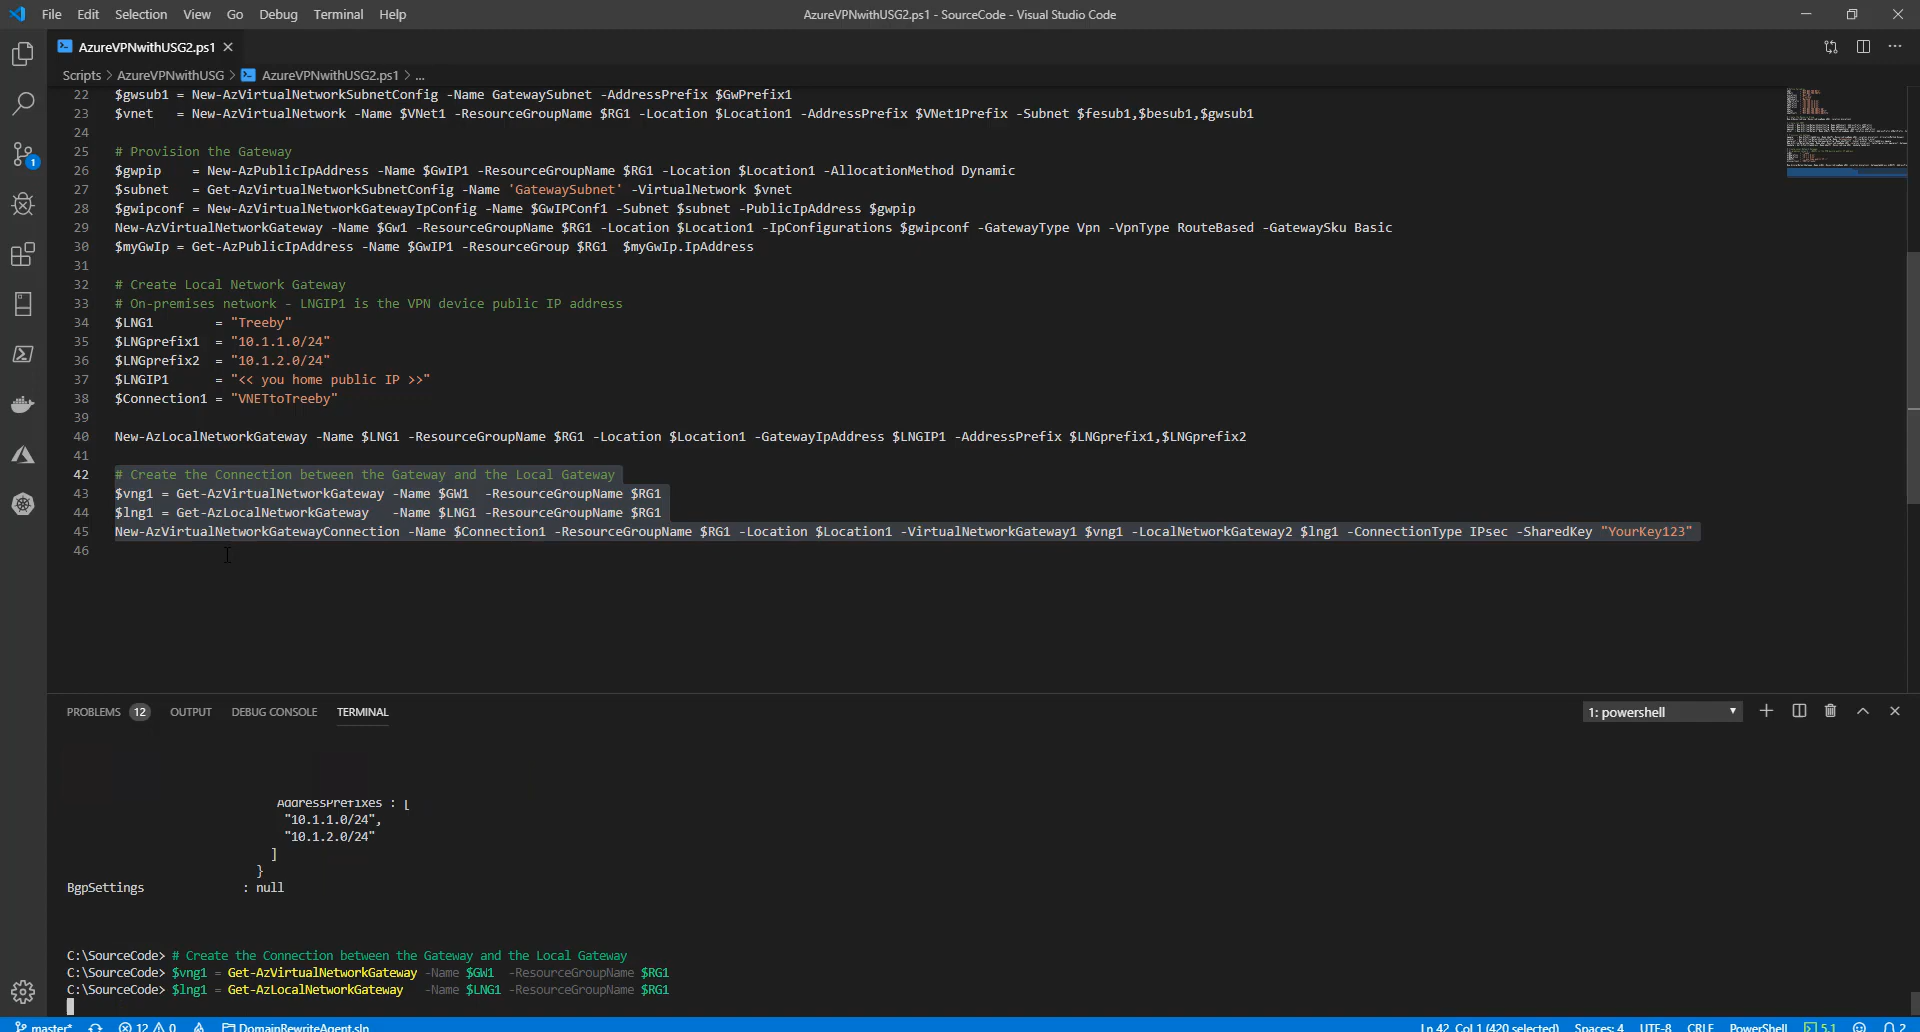 File Edit Selection View Go Debug Terminal Help AzureVPNwithUSG2.ps1 - SourceCode - Visual Studio Code
AzureVPNwithUSG2.ps1
Scripts > AzureVPNwithUSG > AzureVPNwithUSG2.ps1 > ...
22 $gwsub1 = New-AzVirtualNetworkSubnetConfig -Name GatewaySubnet -AddressPrefix $GwPrefix1
23 $vnet   = New-AzVirtualNetwork -Name $VNet1 -ResourceGroupName $RG1 -Location $Location1 -AddressPrefix $VNet1Prefix -Subnet $fesub1,$besub1,$gwsub1
24
25 # Provision the Gateway
26 $gwpip    = New-AzPublicIpAddress -Name $GwIP1 -ResourceGroupName $RG1 -Location $Location1 -AllocationMethod Dynamic
27 $subnet   = Get-AzVirtualNetworkSubnetConfig -Name 'GatewaySubnet' -VirtualNetwork $vnet
28 $gwipconf = New-AzVirtualNetworkGatewayIpConfig -Name $GwIPConf1 -Subnet $subnet -PublicIpAddress $gwpip
29 New-AzVirtualNetworkGateway -Name $Gw1 -ResourceGroupName $RG1 -Location $Location1 -IpConfigurations $gwipconf -GatewayType Vpn -VpnType RouteBased -GatewaySku Basic
30 $myGwIp = Get-AzPublicIpAddress -Name $GwIP1 -ResourceGroup $RG1  $myGwIp.IpAddress
31
32 # Create Local Network Gateway
33 # On-premises network - LNGIP1 is the VPN device public IP address
34 $LNG1        = "Treeby"
35 $LNGprefix1  = "10.1.1.0/24"
36 $LNGprefix2  = "10.1.2.0/24"
37 $LNGIP1      = "<< you home public IP >>"
38 $Connection1 = "VNETtoTreeby"
39
40 New-AzLocalNetworkGateway -Name $LNG1 -ResourceGroupName $RG1 -Location $Location1 -GatewayIpAddress $LNGIP1 -AddressPrefix $LNGprefix1,$LNGprefix2
41
42 # Create the Connection between the Gateway and the Local Gateway
43 $vng1 = Get-AzVirtualNetworkGateway -Name $GW1  -ResourceGroupName $RG1
44 $lng1 = Get-AzLocalNetworkGateway   -Name $LNG1 -ResourceGroupName $RG1
45 New-AzVirtualNetworkGatewayConnection -Name $Connection1 -ResourceGroupName $RG1 -Location $Location1 -VirtualNetworkGateway1 $vng1 -LocalNetworkGateway2 $lng1 -ConnectionType IPsec -SharedKey "YourKey123"
46
PROBLEMS 12 OUTPUT DEBUG CONSOLE TERMINAL 1: powershell
AddressPrefixes : [
"10.1.1.0/24",
"10.1.2.0/24"
]
}
BgpSettings : null
C:\SourceCode> # Create the Connection between the Gateway and the Local Gateway
C:\SourceCode> $vng1 = Get-AzVirtualNetworkGateway -Name $GW1  -ResourceGroupName $RG1
C:\SourceCode> $lng1 = Get-AzLocalNetworkGateway   -Name $LNG1 -ResourceGroupName $RG1
master* 12 0 DomainRewriteAgent.sln Ln 42, Col 1 (420 selected) Spaces: 4 UTF-8 CRLF PowerShell 5.1 2